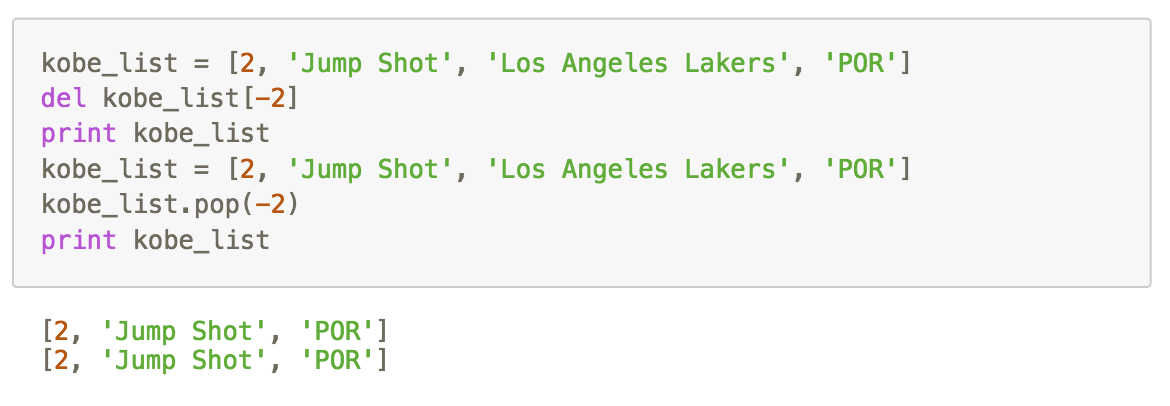 kobe_list = [2, 'Jump Shot', 'Los Angeles Lakers', 'POR']
del kobe_list[-2]
print kobe_list
kobe_list = [2, 'Jump Shot', 'Los Angeles Lakers', 'POR']
kobe_list.pop(-2)
print kobe_list
[2, 'Jump Shot', 'POR']
[2, 'Jump Shot', 'POR']